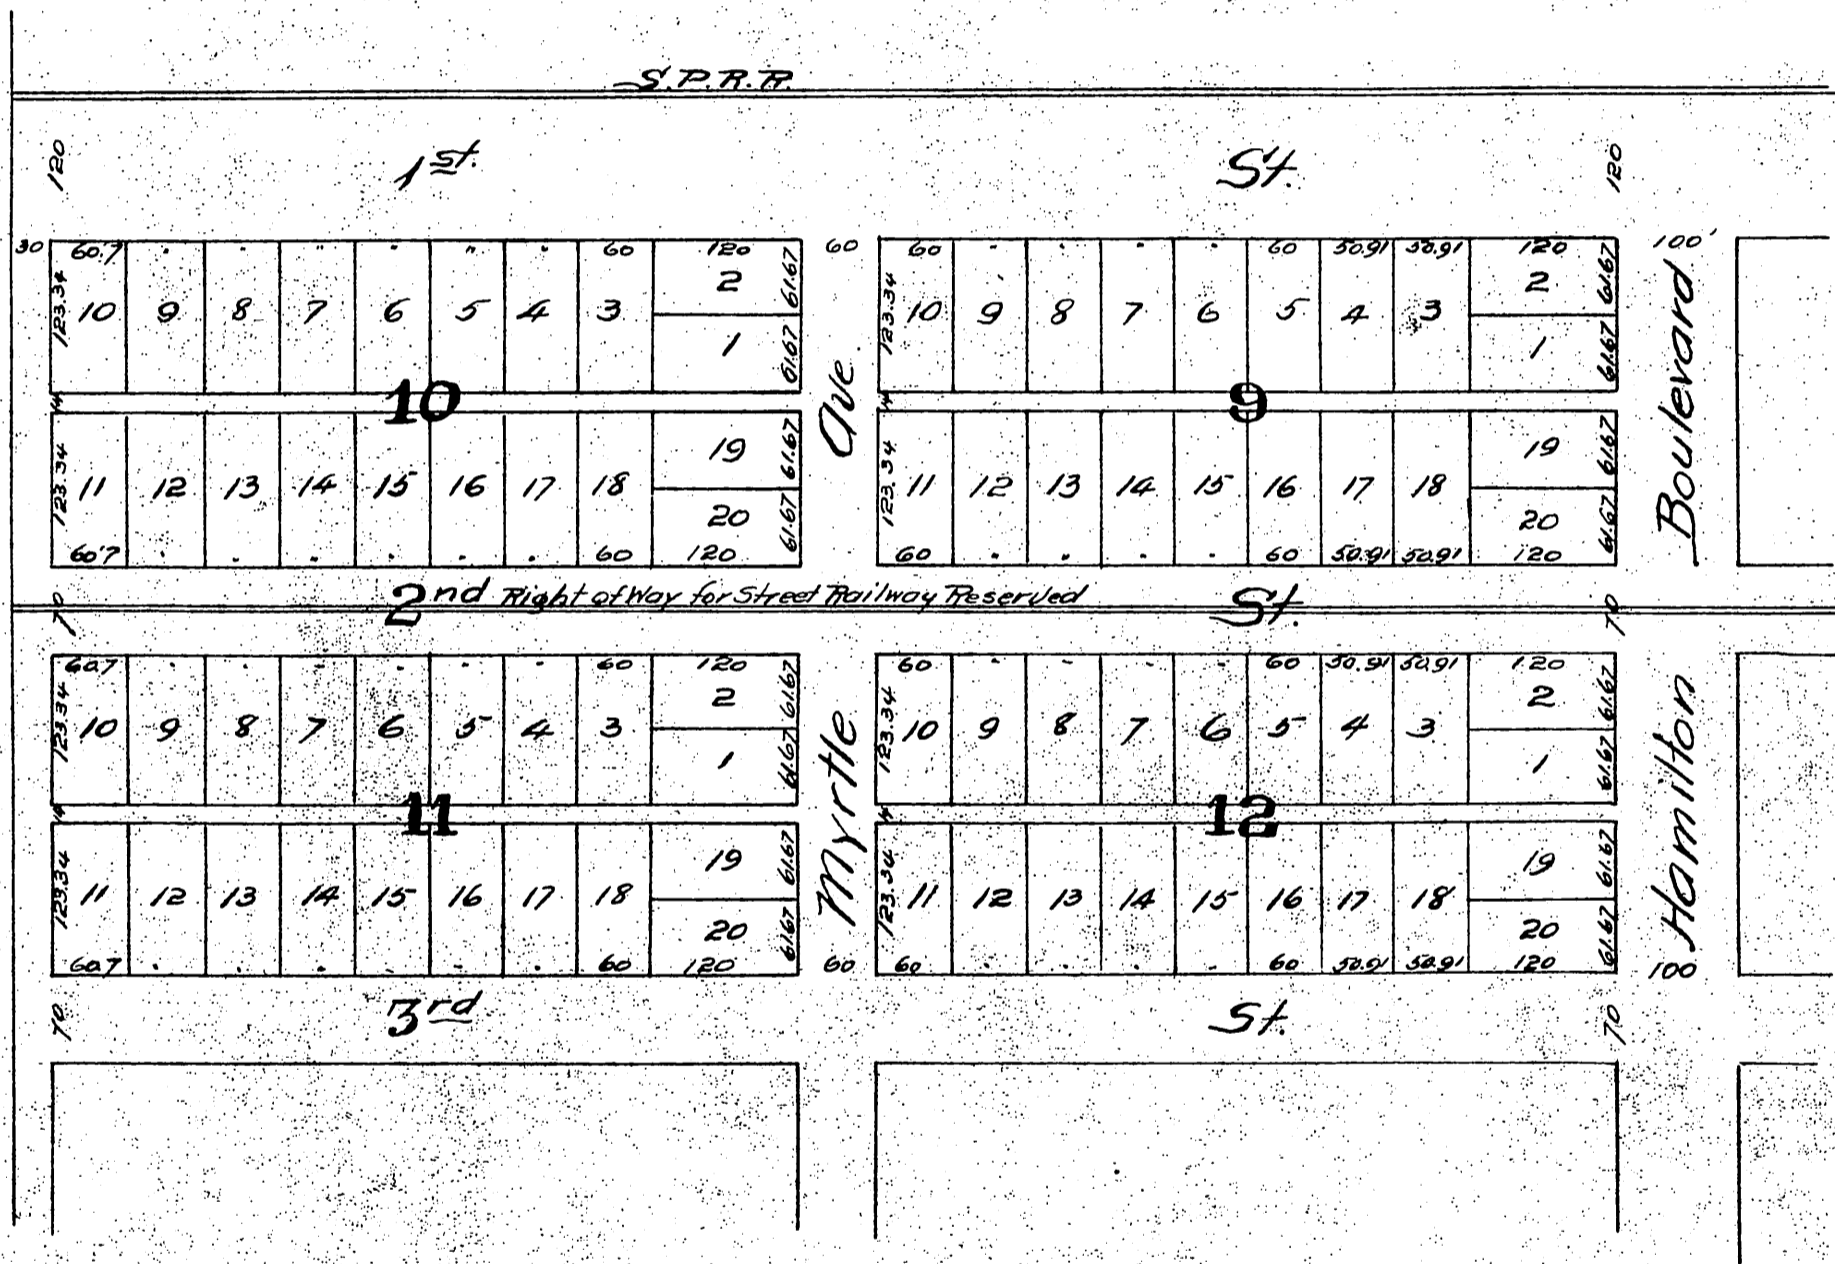 S.P.R.R.
120 1st. St. 120
30 60.7 " " " " " " 60 120 60 60 " " " " 60 50.91 50.91 120 100'
123.34 10 9 8 7 6 5 4 3 2 61.67 123.34 10 9 8 7 6 5 4 3 2 61.67
1 61.67 1 61.67
14 10 14 9
123.34 11 12 13 14 15 16 17 18 19 61.67 123.34 11 12 13 14 15 16 17 18 19 61.67
20 61.67 20 61.67
60.7 " " " " " " 60 120 60 " " " " 60 50.91 50.91 120
70 2nd Right of Way for Street Railway Reserved St. 70
60.7 " " " " " " 60 120 60 " " " " 60 50.91 50.91 120
123.34 10 9 8 7 6 5 4 3 2 61.67 123.34 10 9 8 7 6 5 4 3 2 61.67
1 61.67 1 61.67
14 11 14 12
123.34 11 12 13 14 15 16 17 18 19 61.67 123.34 11 12 13 14 15 16 17 18 19 61.67
20 61.67 20 61.67
60.7 " " " " " " 60 120 60 60 " " " " 60 50.91 50.91 120 100
70 3rd St. 70
Myrtle Ave.
Hamilton Boulevard